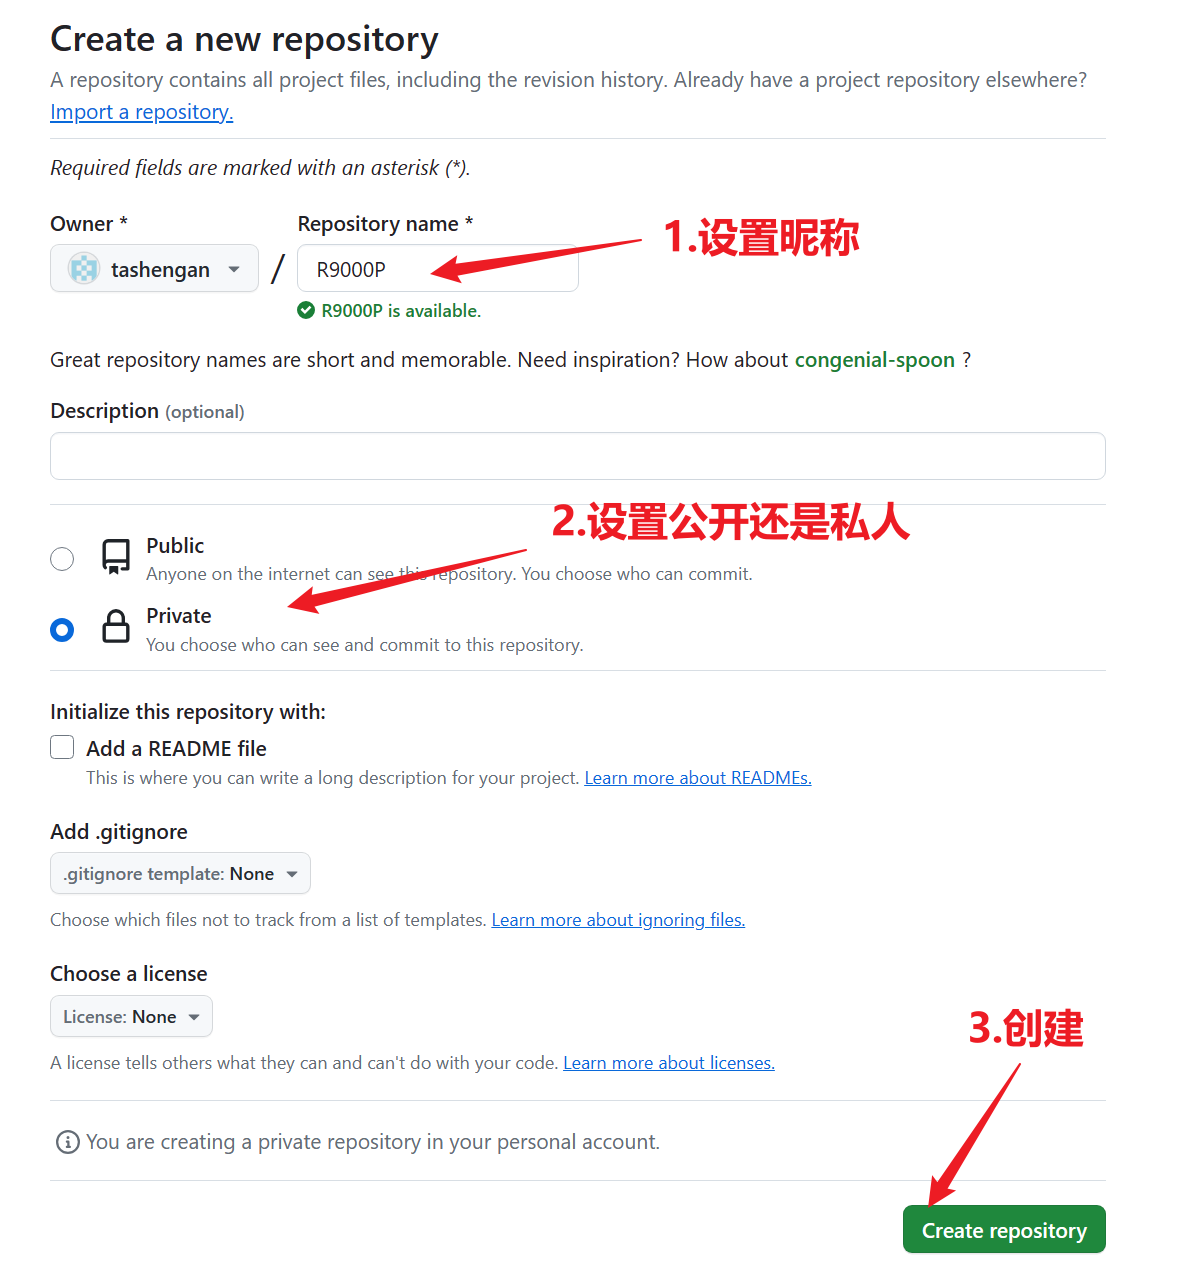 Create a new repository
A repository contains all project files, including the revision history. Already have a project repository elsewhere?
Import a repository.
Required fields are marked with an asterisk (*).
Owner *
Repository name *
1.设置昵称
tashengan
/
R9000P
R9000P is available.
Great repository names are short and memorable. Need inspiration? How about congenial-spoon ?
Description (optional)
2.设置公开还是私人
Public
Anyone on the internet can see this repository. You choose who can commit.
Private
You choose who can see and commit to this repository.
Initialize this repository with:
Add a README file
This is where you can write a long description for your project. Learn more about READMEs.
Add .gitignore
.gitignore template: None
Choose which files not to track from a list of templates. Learn more about ignoring files.
Choose a license
License: None
3.创建
A license tells others what they can and can't do with your code. Learn more about licenses.
You are creating a private repository in your personal account.
Create repository